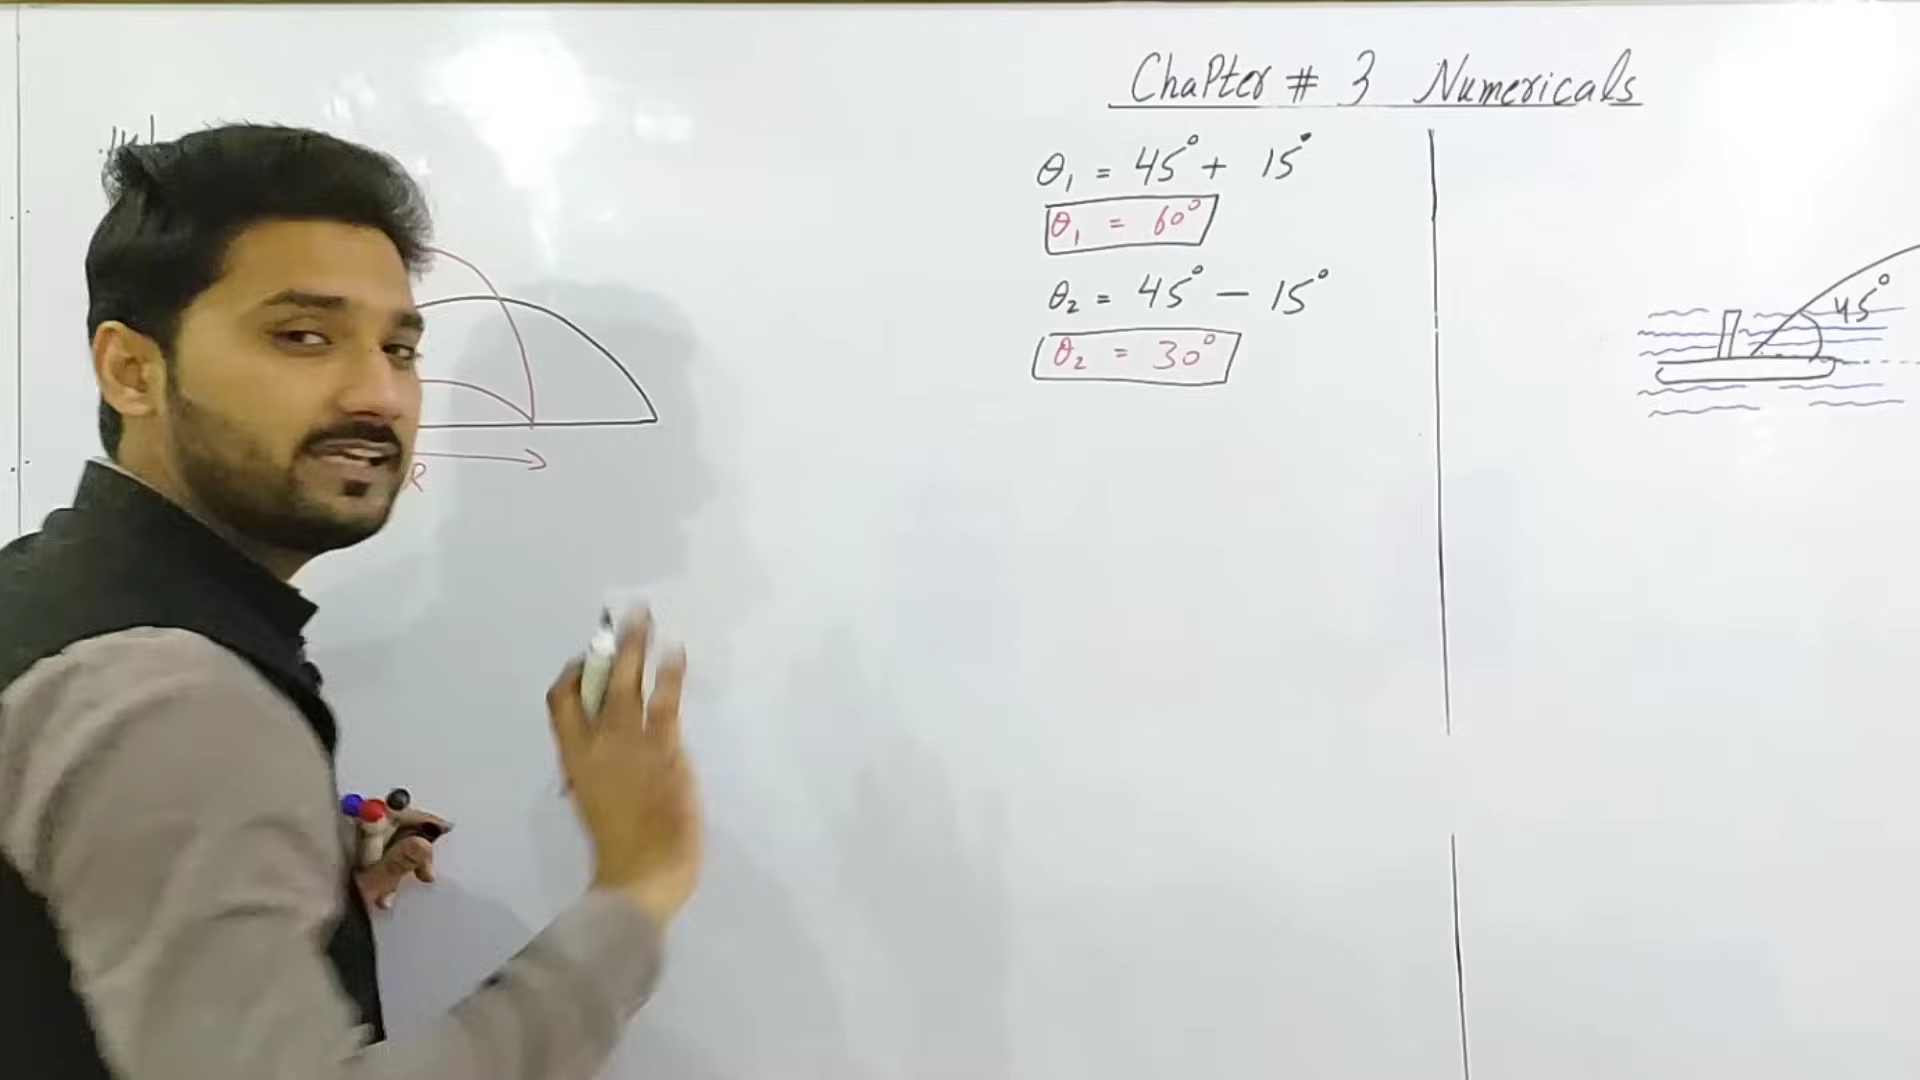 ChaPter # 3 Numericals
θ₁ = 45° + 15°
θ₁ = 60°
θ₂ = 45° − 15°
θ₂ = 30°
45°
R